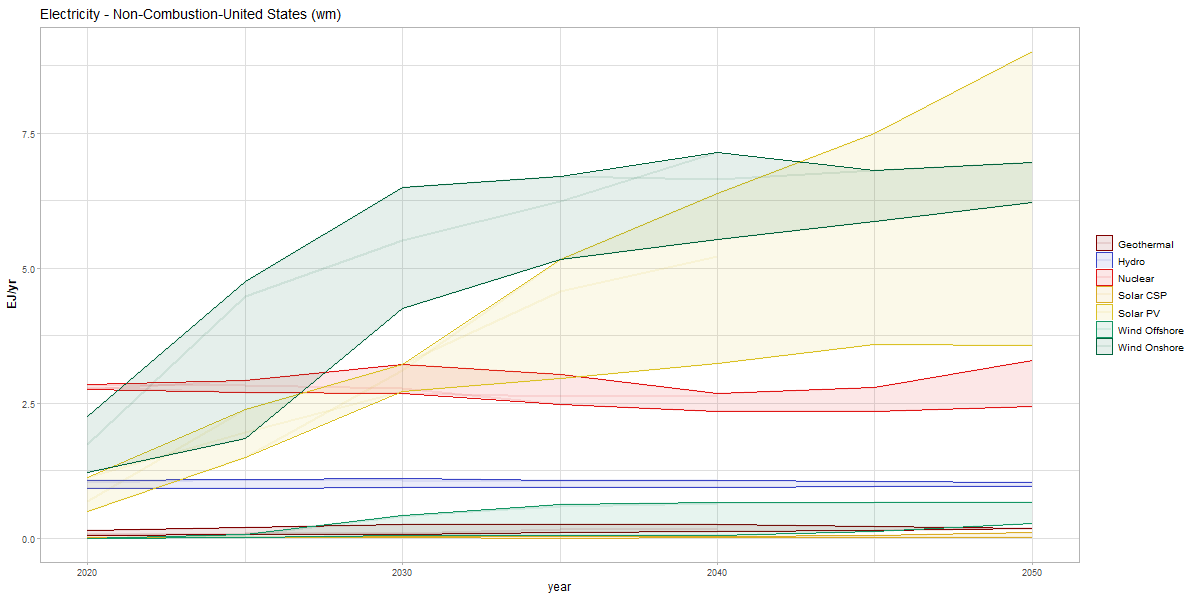 Electricity - Non-Combustion-United States (wm)
EJ/yr
7.5
5.0
2.5
0.0
2020
2030
2040
2050
year
Geothermal
Hydro
Nuclear
Solar CSP
Solar PV
Wind Offshore
Wind Onshore